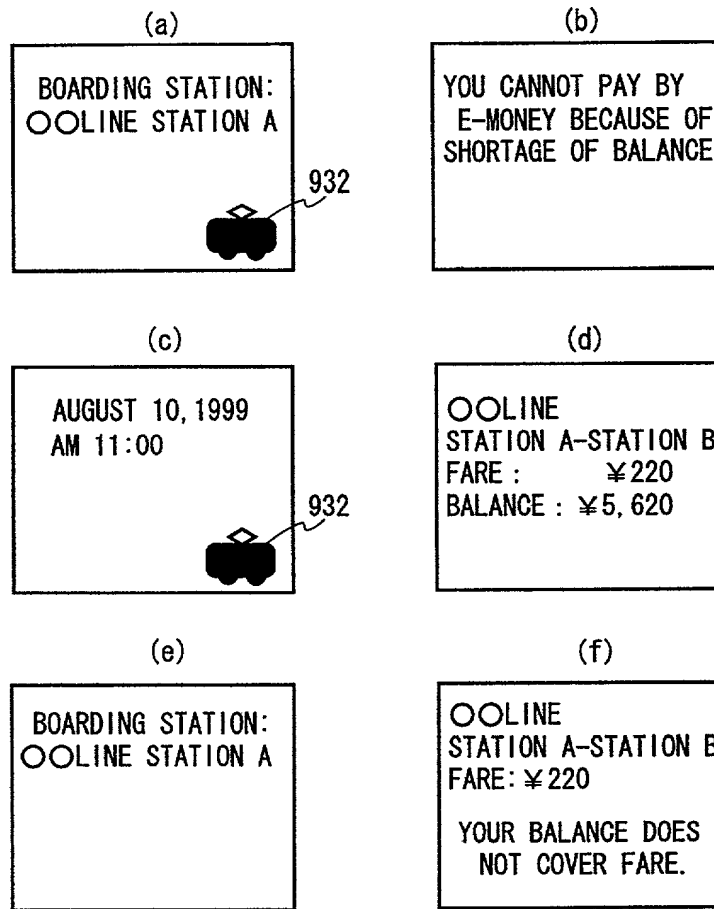 (a)
BOARDING STATION:
○○LINE STATION A
932
(b)
YOU CANNOT PAY BY
E-MONEY BECAUSE OF
SHORTAGE OF BALANCE
(c)
AUGUST 10,1999
AM 11:00
932
(d)
○○LINE
STATION A-STATION B
FARE : ¥220
BALANCE : ¥5,620
(e)
BOARDING STATION:
○○LINE STATION A
(f)
○○LINE
STATION A-STATION B
FARE: ¥220
YOUR BALANCE DOES
NOT COVER FARE.